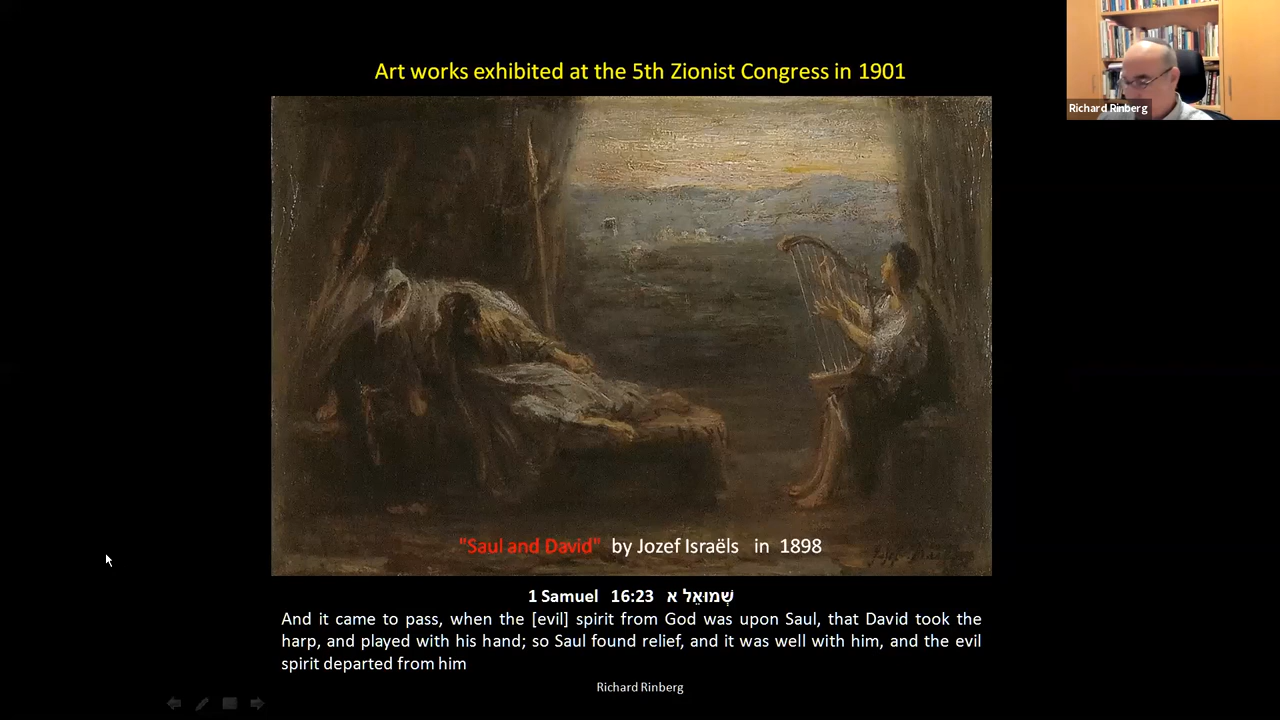 Art works exhibited at the 5th Zionist Congress in 1901
Richard Rinberg
"Saul and David" by Jozef Israëls in 1898
1 Samuel 16:23 שְׁמוּאֵל א
And it came to pass, when the [evil] spirit from God was upon Saul, that David took the
harp, and played with his hand; so Saul found relief, and it was well with him, and the evil
spirit departed from him
Richard Rinberg